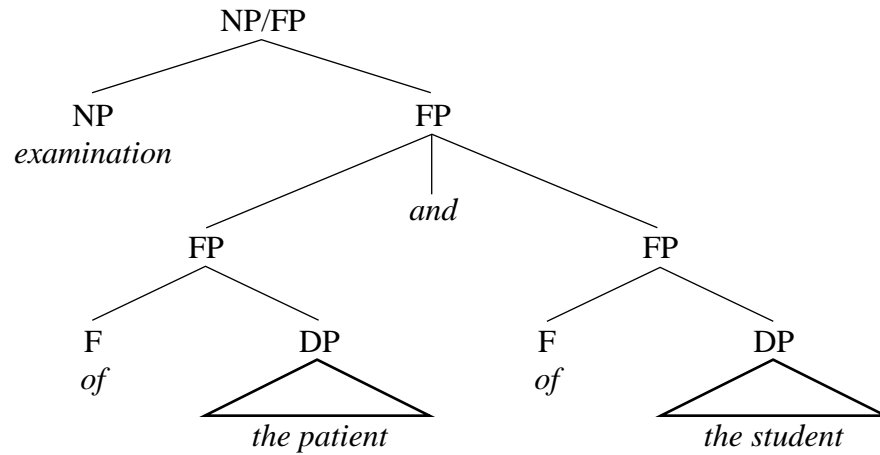 NP/FP
NP FP
examination
and
FP FP
F DP F DP
of of
the patient the student